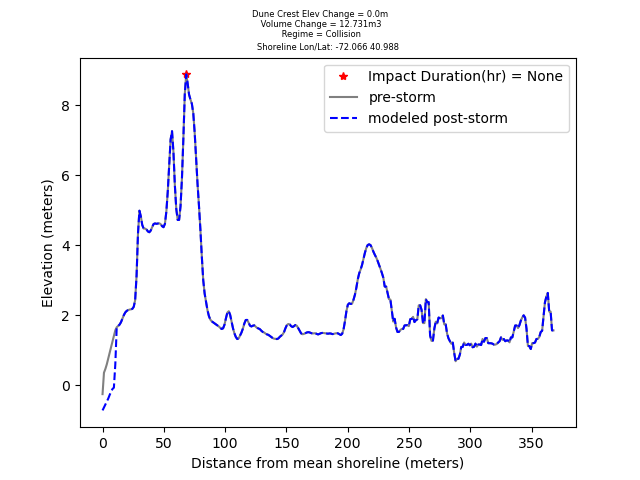 Dune Crest Elev Change = 0.0m
Volume Change = 12.731m3
Regime = Collision
Shoreline Lon/Lat: -72.066 40.988
Impact Duration(hr) = None
pre-storm
modeled post-storm
Elevation (meters)
8
6
4
2
0
0 50 100 150 200 250 300 350
Distance from mean shoreline (meters)